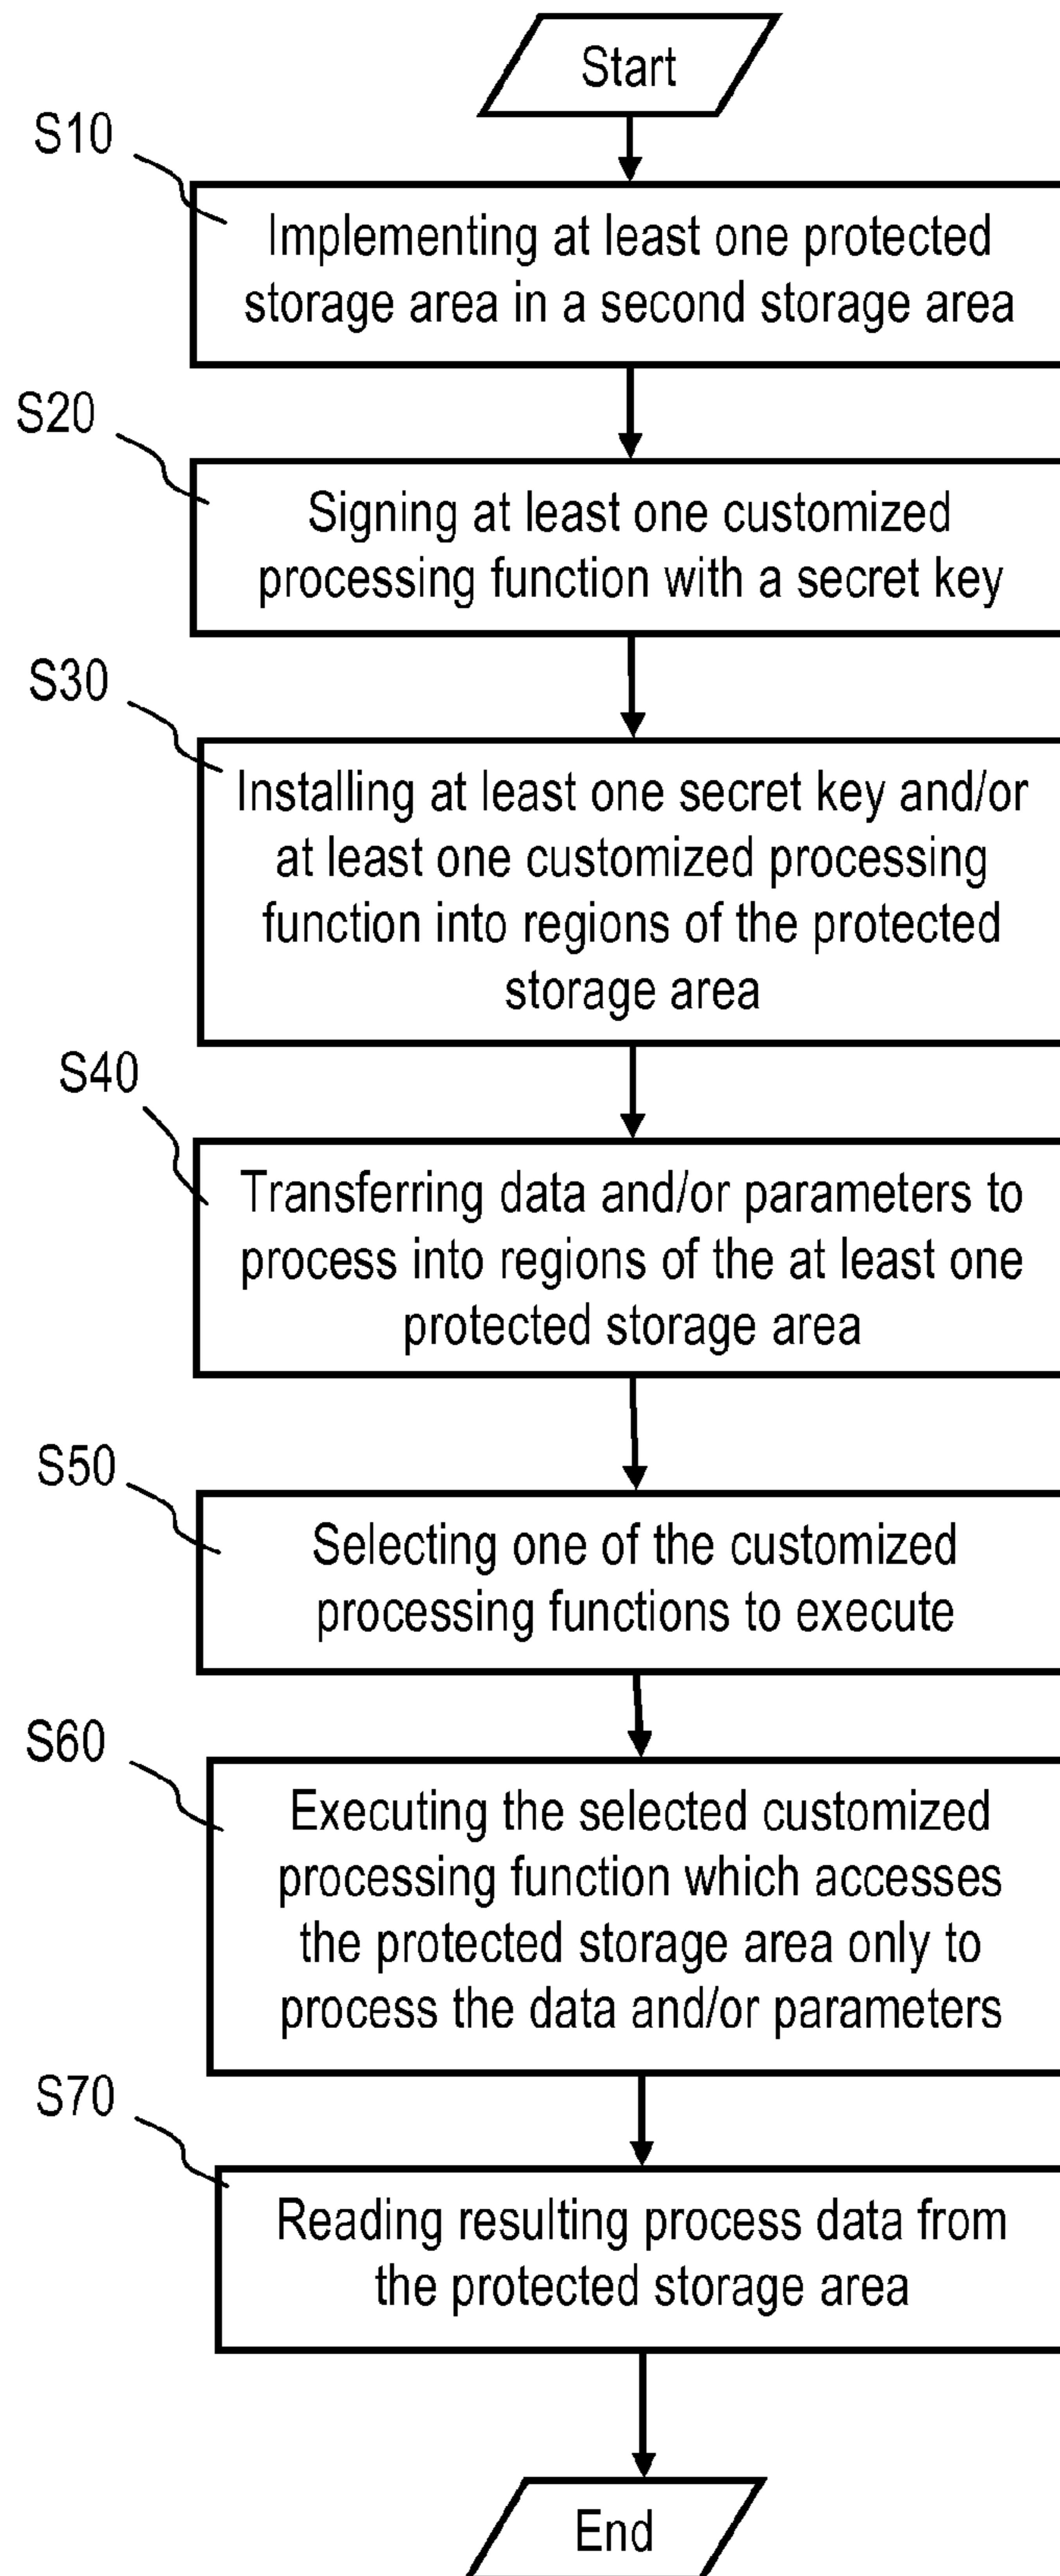 Start
S10
Implementing at least one protected
storage area in a second storage area
S20
Signing at least one customized
processing function with a secret key
S30
Installing at least one secret key and/or
at least one customized processing
function into regions of the protected
storage area
S40
Transferring data and/or parameters to
process into regions of the at least one
protected storage area
S50
Selecting one of the customized
processing functions to execute
S60
Executing the selected customized
processing function which accesses
the protected storage area only to
process the data and/or parameters
S70
Reading resulting process data from
the protected storage area
End